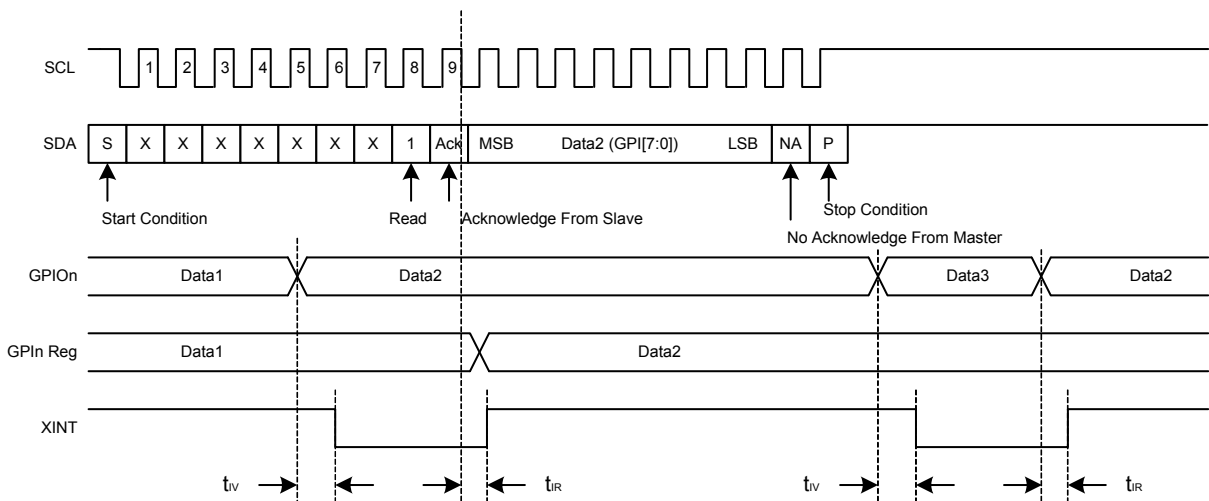 SCL 1 2 3 4 5 6 7 8 9
SDA S X X X X X X X 1 Ack MSB Data2 (GPI[7:0]) LSB NA P
Start Condition Read Acknowledge From Slave Stop Condition
No Acknowledge From Master
GPIOn Data1 Data2 Data3 Data2
GPIn Reg Data1 Data2
XINT
tIV tIR tIV tIR